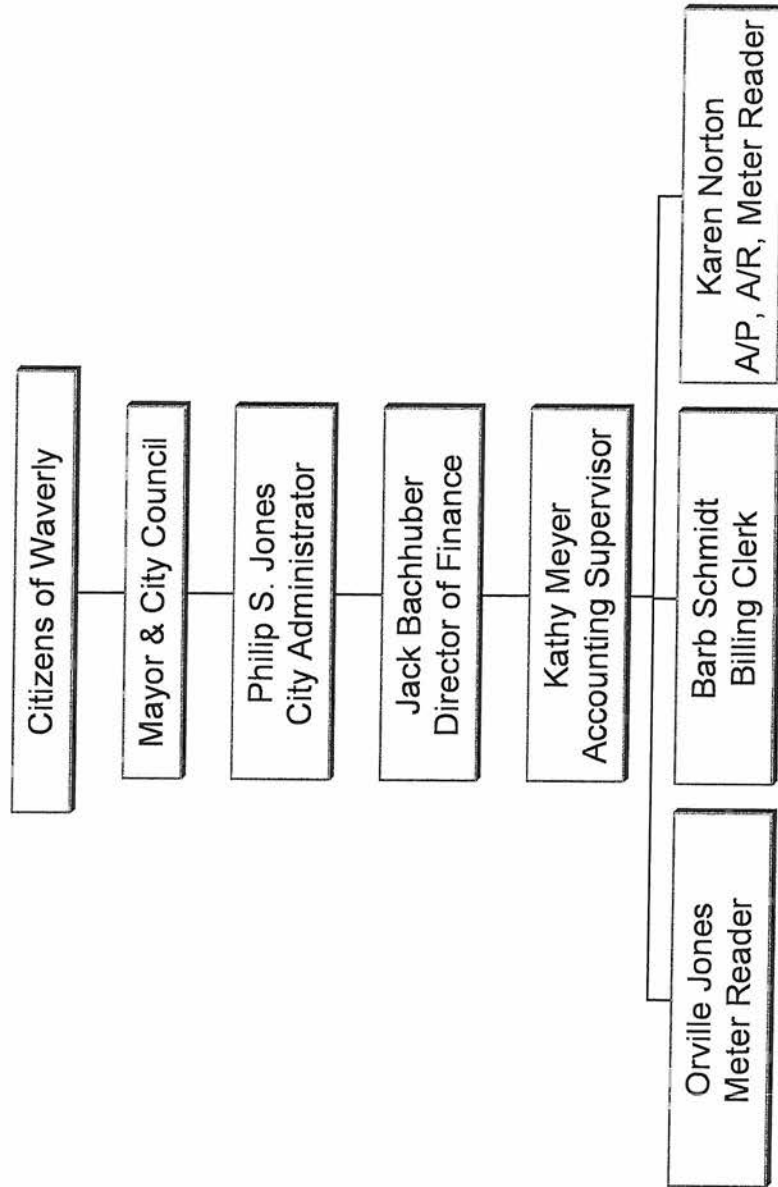 Citizens of Waverly
Mayor & City Council
Philip S. Jones
City Administrator
Jack Bachhuber
Director of Finance
Kathy Meyer
Accounting Supervisor
Orville Jones
Meter Reader
Barb Schmidt
Billing Clerk
Karen Norton
A/P, A/R, Meter Reader